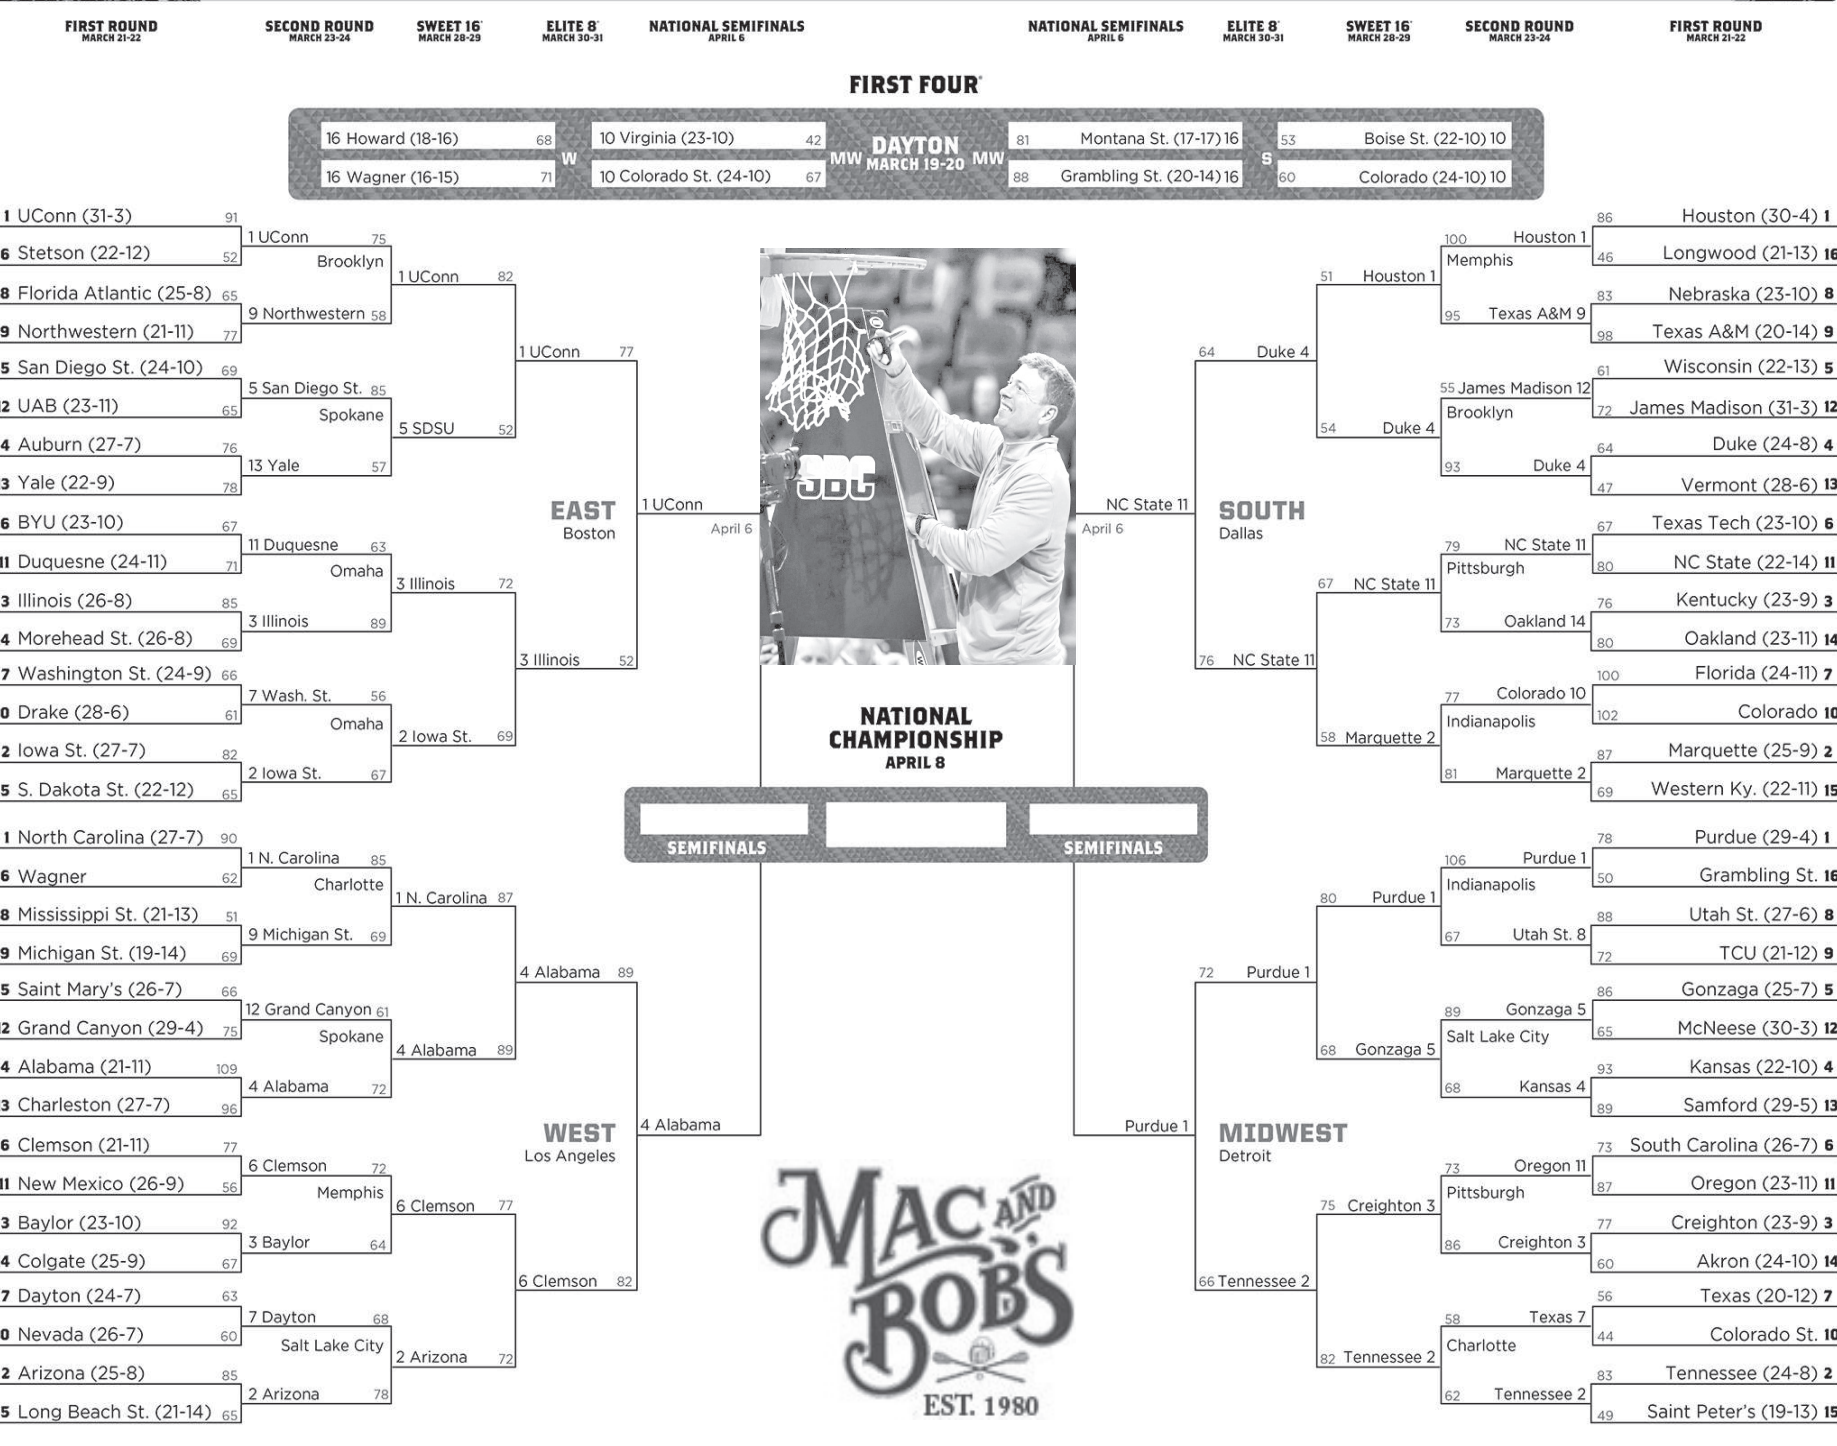 FIRST ROUND
MARCH 21-22
SECOND ROUND
MARCH 23-24
SWEET 16
MARCH 28-29
ELITE 8
MARCH 30-31
NATIONAL SEMIFINALS
APRIL 6
NATIONAL SEMIFINALS
APRIL 6
ELITE 8
MARCH 30-31
SWEET 16
MARCH 28-29
SECOND ROUND
MARCH 23-24
FIRST ROUND
MARCH 21-22
FIRST FOUR
16 Howard (18-16) 68
16 Wagner (16-15) 71
W
10 Virginia (23-10) 42
10 Colorado St. (24-10) 67
MW DAYTON MW
MARCH 19-20
81 Montana St. (17-17) 16
88 Grambling St. (20-14) 16
S
53 Boise St. (22-10) 10
60 Colorado (24-10) 10
1 UConn (31-3) 91
6 Stetson (22-12) 52
8 Florida Atlantic (25-8) 65
9 Northwestern (21-11) 77
5 San Diego St. (24-10) 69
2 UAB (23-11) 65
4 Auburn (27-7) 76
3 Yale (22-9) 78
6 BYU (23-10) 67
11 Duquesne (24-11) 71
3 Illinois (26-8) 85
4 Morehead St. (26-8) 69
7 Washington St. (24-9) 66
0 Drake (28-6) 61
2 Iowa St. (27-7) 82
5 S. Dakota St. (22-12) 65
1 UConn 75
Brooklyn
9 Northwestern 58
5 San Diego St. 85
Spokane
13 Yale 57
11 Duquesne 63
Omaha
3 Illinois 89
7 Wash. St. 56
Omaha
2 Iowa St. 67
1 UConn 82
5 SDSU 52
3 Illinois 72
2 Iowa St. 69
1 UConn 77
3 Illinois 52
EAST
Boston
1 UConn
April 6
1 North Carolina (27-7) 90
6 Wagner 62
8 Mississippi St. (21-13) 51
9 Michigan St. (19-14) 69
5 Saint Mary's (26-7) 66
2 Grand Canyon (29-4) 75
4 Alabama (21-11) 109
3 Charleston (27-7) 96
6 Clemson (21-11) 77
11 New Mexico (26-9) 56
3 Baylor (23-10) 92
4 Colgate (25-9) 67
7 Dayton (24-7) 63
0 Nevada (26-7) 60
2 Arizona (25-8) 85
5 Long Beach St. (21-14) 65
1 N. Carolina 85
Charlotte
9 Michigan St. 69
12 Grand Canyon 61
Spokane
4 Alabama 72
6 Clemson 72
Memphis
3 Baylor 64
7 Dayton 68
Salt Lake City
2 Arizona 78
1 N. Carolina 87
4 Alabama 89
6 Clemson 77
2 Arizona 72
4 Alabama 89
6 Clemson 82
WEST
Los Angeles
4 Alabama
NATIONAL
CHAMPIONSHIP
APRIL 8
SEMIFINALS
SEMIFINALS
MAC AND
BOB'S
EST. 1980
NC State 11
April 6
SOUTH
Dallas
64 Duke 4
76 NC State 11
51 Houston 1
54 Duke 4
67 NC State 11
58 Marquette 2
100 Houston 1
Memphis
95 Texas A&M 9
55 James Madison 12
Brooklyn
93 Duke 4
79 NC State 11
Pittsburgh
73 Oakland 14
77 Colorado 10
Indianapolis
81 Marquette 2
86 Houston (30-4) 1
46 Longwood (21-13) 16
83 Nebraska (23-10) 8
98 Texas A&M (20-14) 9
61 Wisconsin (22-13) 5
72 James Madison (31-3) 12
64 Duke (24-8) 4
47 Vermont (28-6) 13
67 Texas Tech (23-10) 6
80 NC State (22-14) 11
76 Kentucky (23-9) 3
80 Oakland (23-11) 14
100 Florida (24-11) 7
102 Colorado 10
87 Marquette (25-9) 2
69 Western Ky. (22-11) 15
Purdue 1
MIDWEST
Detroit
72 Purdue 1
66 Tennessee 2
80 Purdue 1
68 Gonzaga 5
75 Creighton 3
82 Tennessee 2
106 Purdue 1
Indianapolis
67 Utah St. 8
89 Gonzaga 5
Salt Lake City
68 Kansas 4
73 Oregon 11
Pittsburgh
86 Creighton 3
58 Texas 7
Charlotte
62 Tennessee 2
78 Purdue (29-4) 1
50 Grambling St. 16
88 Utah St. (27-6) 8
72 TCU (21-12) 9
86 Gonzaga (25-7) 5
65 McNeese (30-3) 12
93 Kansas (22-10) 4
89 Samford (29-5) 13
73 South Carolina (26-7) 6
87 Oregon (23-11) 11
77 Creighton (23-9) 3
60 Akron (24-10) 14
56 Texas (20-12) 7
44 Colorado St. 10
83 Tennessee (24-8) 2
49 Saint Peter's (19-13) 15